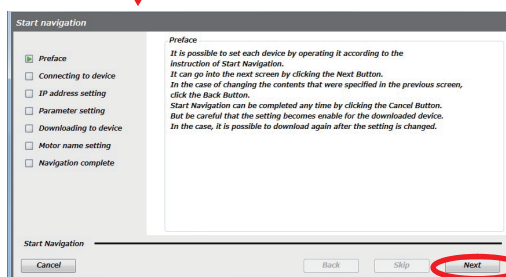 Start navigation
Preface
Connecting to device
IP address setting
Parameter setting
Downloading to device
Motor name setting
Navigation complete
Preface
It is possible to set each device by operating it according to the
instruction of Start Navigation.
It can go into the next screen by clicking the Next Button.
In the case of changing the contents that were specified in the previous screen,
click the Back Button.
Start Navigation can be completed any time by clicking the Cancel Button.
But be careful that the setting becomes enable for the downloaded device.
In the case, it is possible to download again after the setting is changed.
Start Navigation
Cancel
Back
Skip
Next